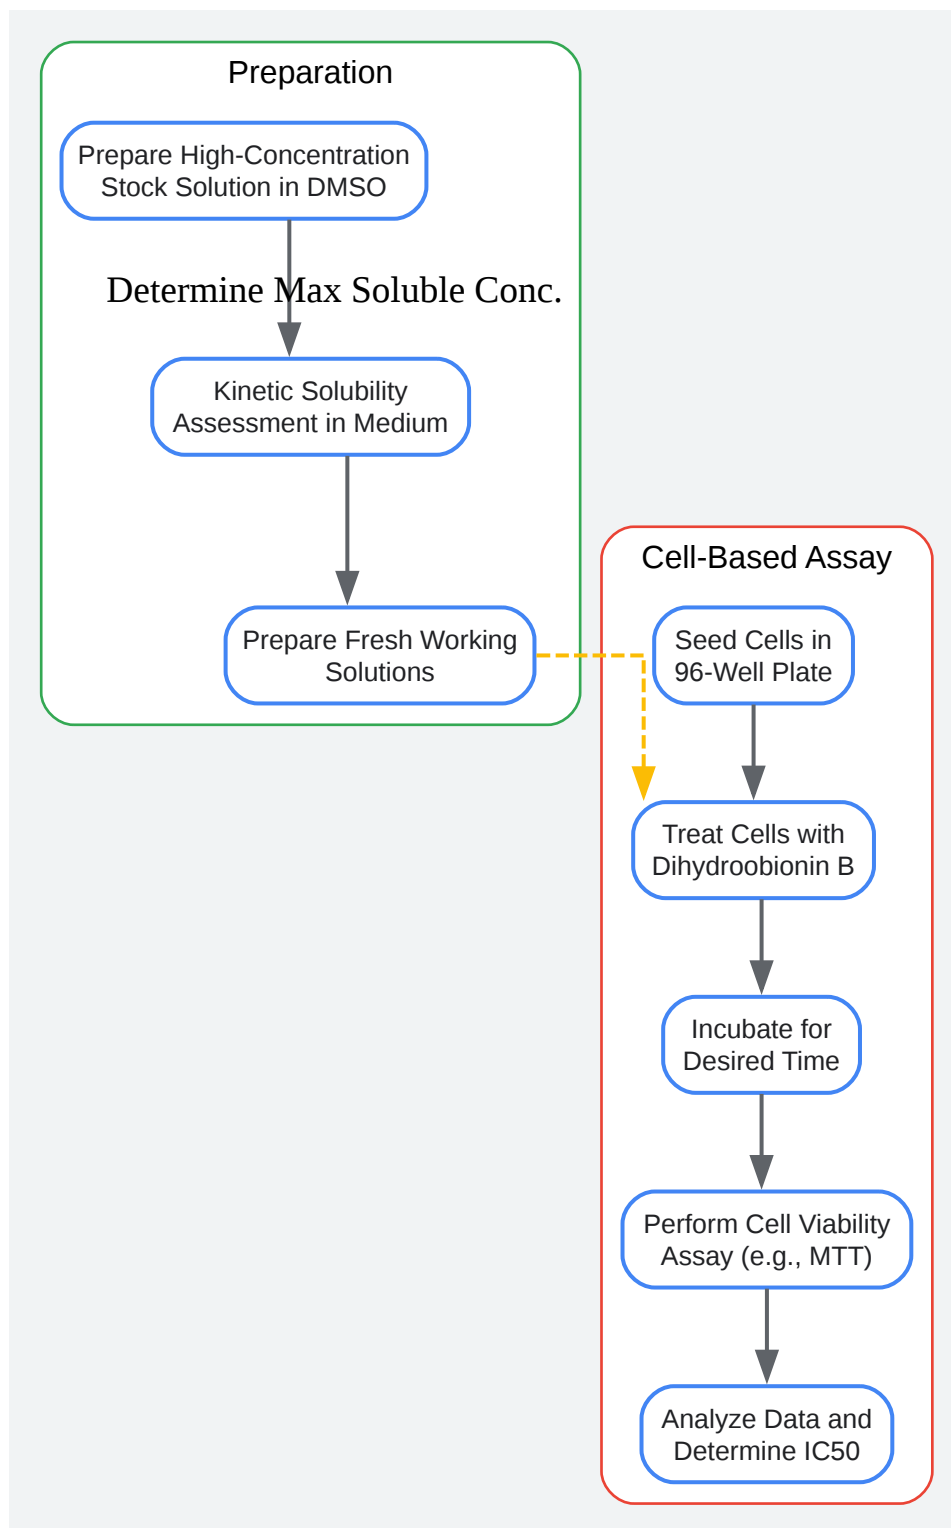 Preparation
Prepare High-Concentration
Stock Solution in DMSO
Determine Max Soluble Conc.
Kinetic Solubility
Assessment in Medium
Prepare Fresh Working
Solutions
Cell-Based Assay
Seed Cells in
96-Well Plate
Treat Cells with
Dihydroobionin B
Incubate for
Desired Time
Perform Cell Viability
Assay (e.g., MTT)
Analyze Data and
Determine IC50